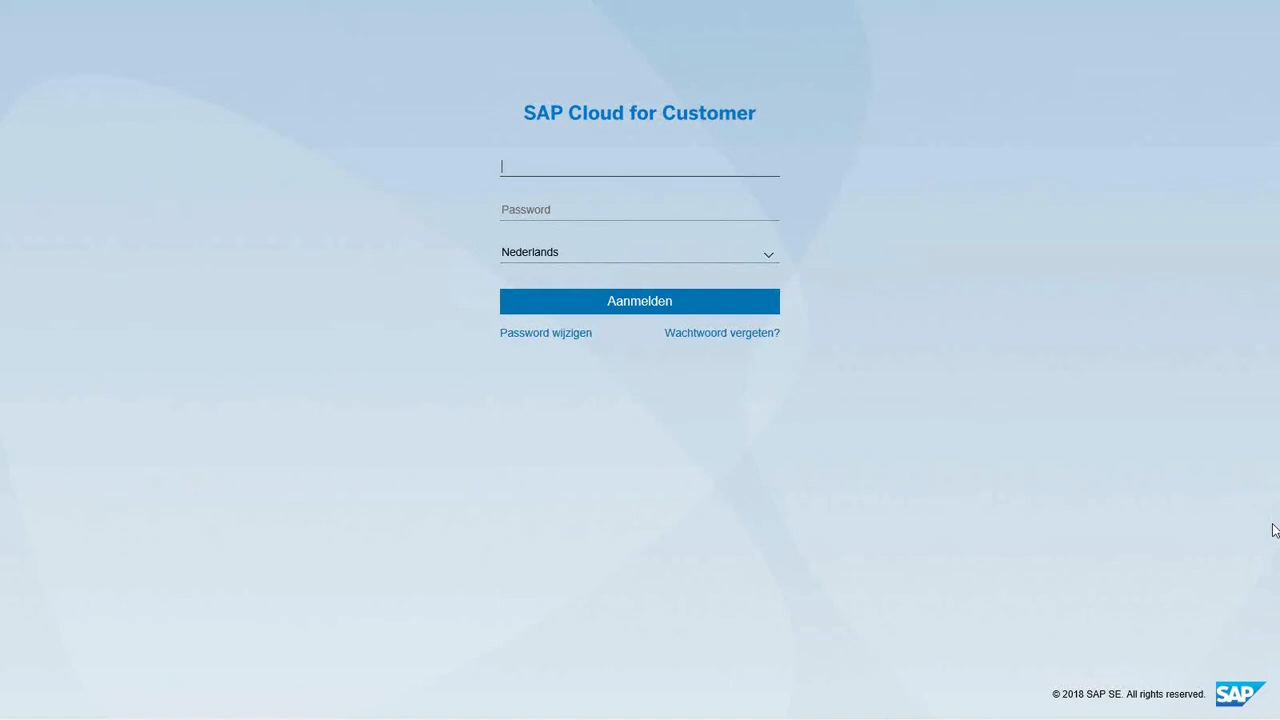 SAP Cloud for Customer
Password
Nederlands
Aanmelden
Password wijzigen
Wachtwoord vergeten?
© 2018 SAP SE. All rights reserved.
SAP